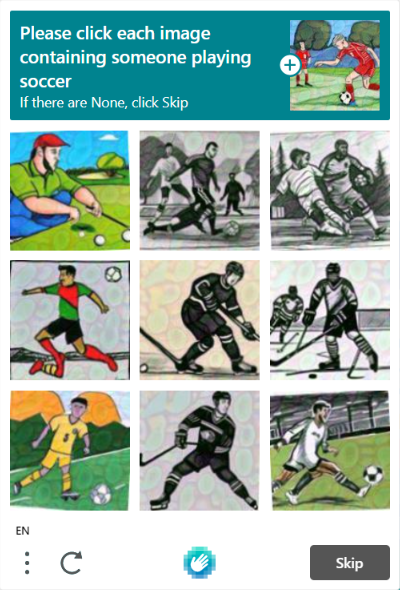 Please click each image
containing someone playing
soccer
If there are None, click Skip
EN
Skip